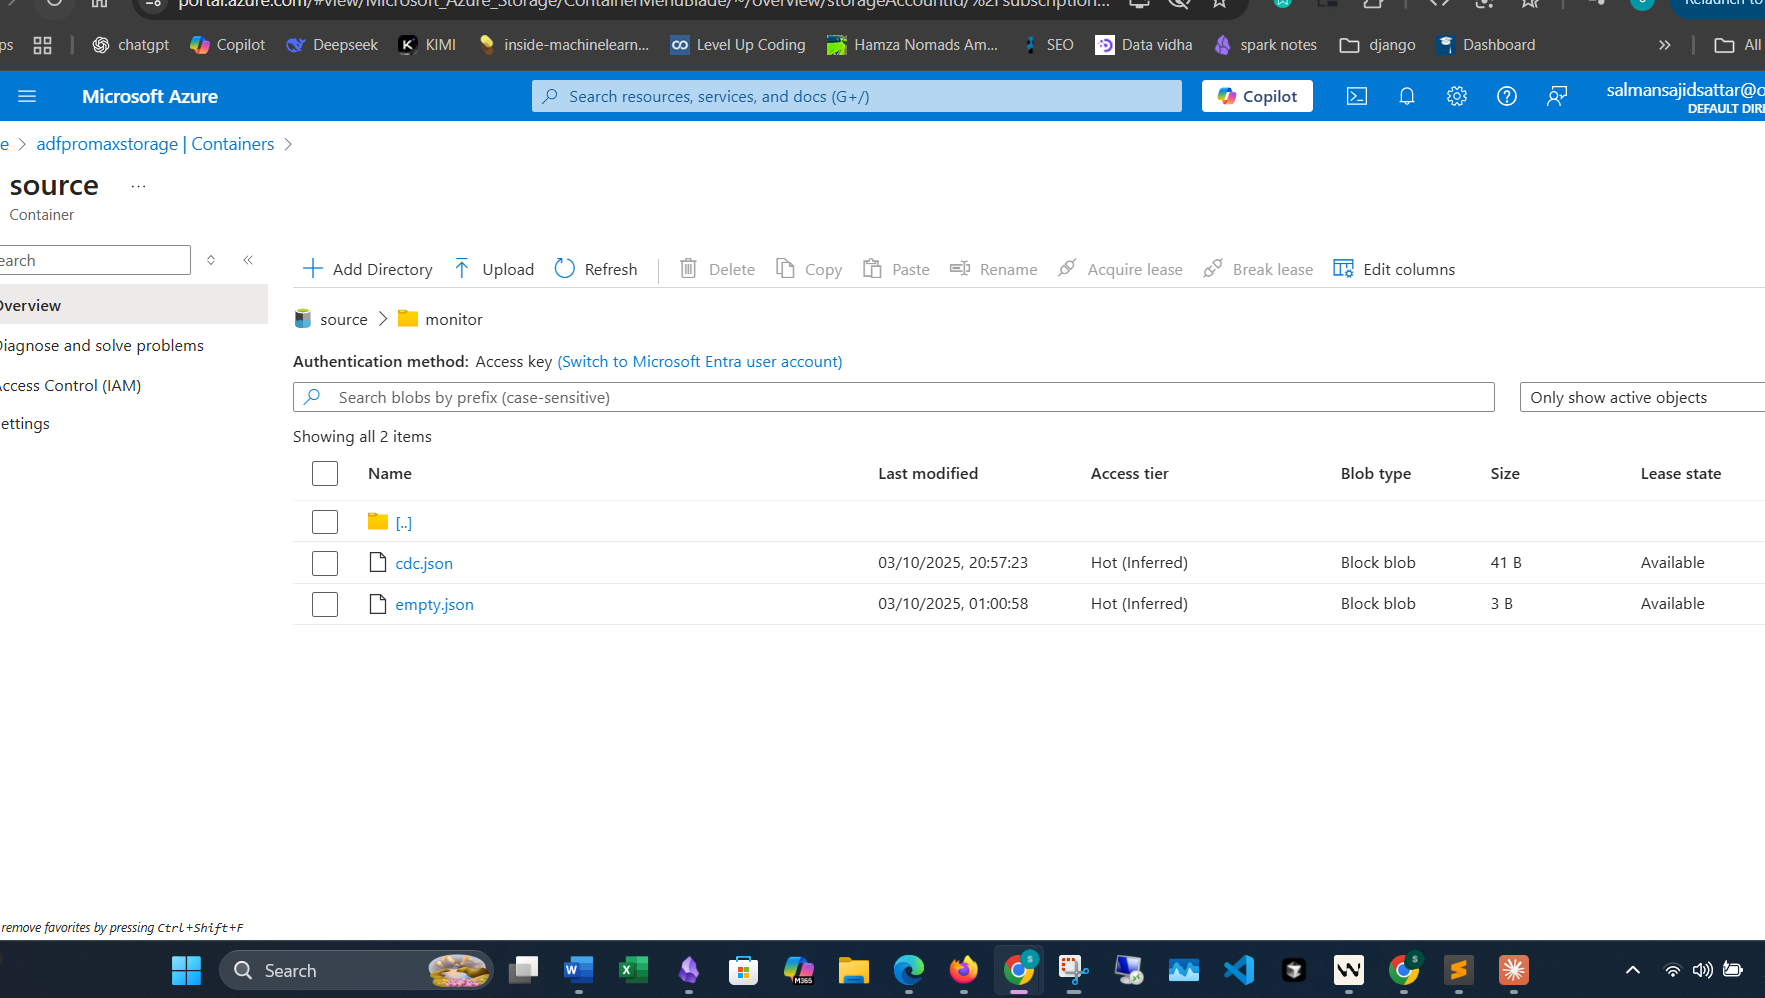 portal.azure.com/#view/Microsoft_Azure_Storage/ContainerMenuBlade/~/overview/storageAccountId/%2Fsubscription...
Relaunch to
ps
chatgpt
Copilot
Deepseek
KIMI
inside-machinelearn...
Level Up Coding
Hamza Nomads Am...
SEO
Data vidha
spark notes
django
Dashboard
All
Microsoft Azure
Search resources, services, and docs (G+/)
Copilot
salmansajidsattar@o
DEFAULT DIRE
e > adfpromaxstorage | Containers >
source ...
Container
earch
Overview
Diagnose and solve problems
Access Control (IAM)
ettings
Add Directory Upload Refresh Delete Copy Paste Rename Acquire lease Break lease Edit columns
source > monitor
Authentication method: Access key (Switch to Microsoft Entra user account)
Search blobs by prefix (case-sensitive)
Only show active objects
Showing all 2 items
Name Last modified Access tier Blob type Size Lease state
[..]
cdc.json 03/10/2025, 20:57:23 Hot (Inferred) Block blob 41 B Available
empty.json 03/10/2025, 01:00:58 Hot (Inferred) Block blob 3 B Available
remove favorites by pressing Ctrl+Shift+F
Search
M365